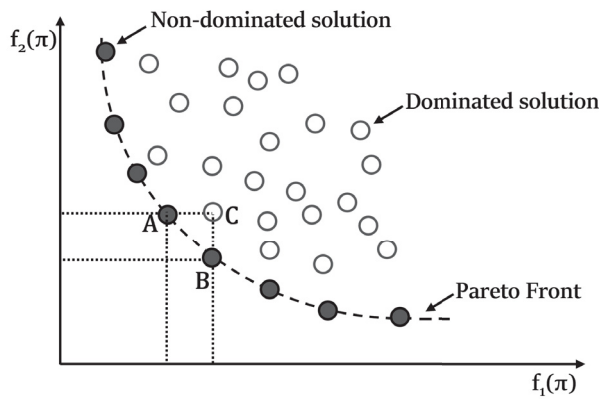 Non-dominated solution
f₂(π)
Dominated solution
A
C
B
Pareto Front
f₁(π)